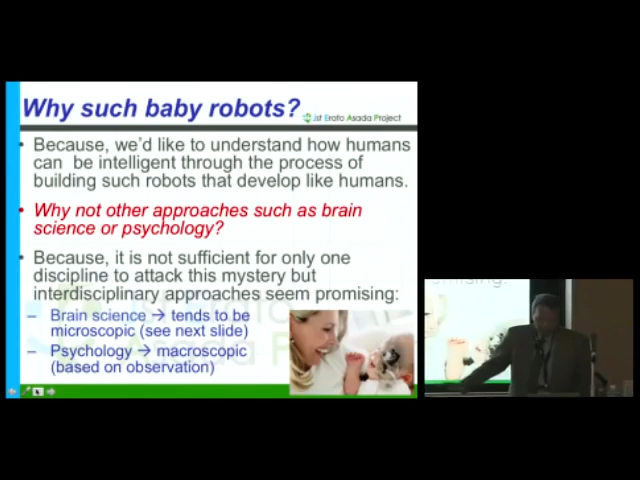 Why such baby robots?
Jst Erato Asada Project
• Because, we'd like to understand how humans
can be intelligent through the process of
building such robots that develop like humans.
• Why not other approaches such as brain
science or psychology?
• Because, it is not sufficient for only one
discipline to attack this mystery but
interdisciplinary approaches seem promising:
– Brain science → tends to be
microscopic (see next slide)
– Psychology → macroscopic
(based on observation)
omising: